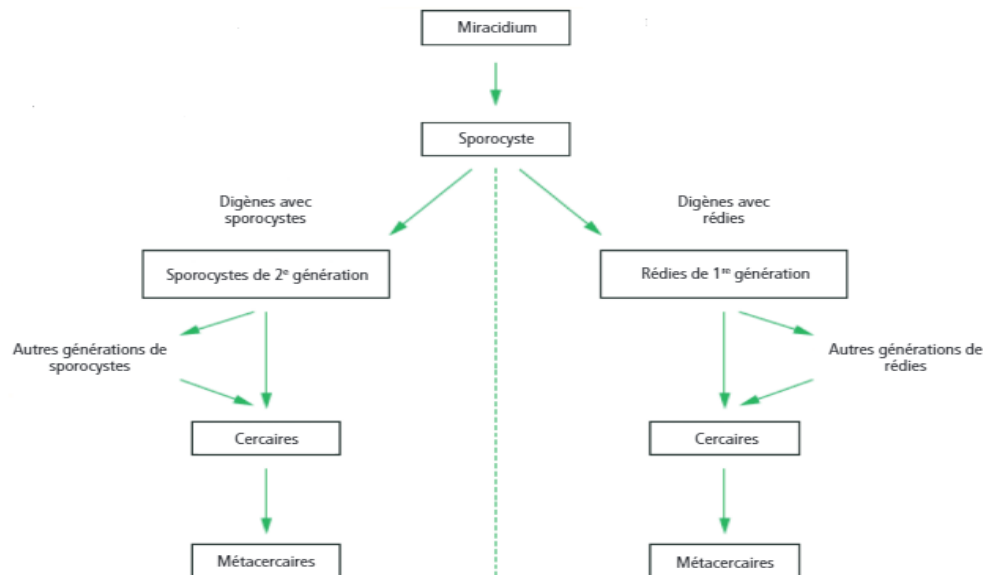 Miracidium
Sporocyste
Digènes avec
sporocystes
Digènes avec
rédies
Sporocystes de 2ᵉ génération
Rédies de 1ʳᵉ génération
Autres générations de
sporocystes
Autres générations de
rédies
Cercaires
Cercaires
Métacercaires
Métacercaires